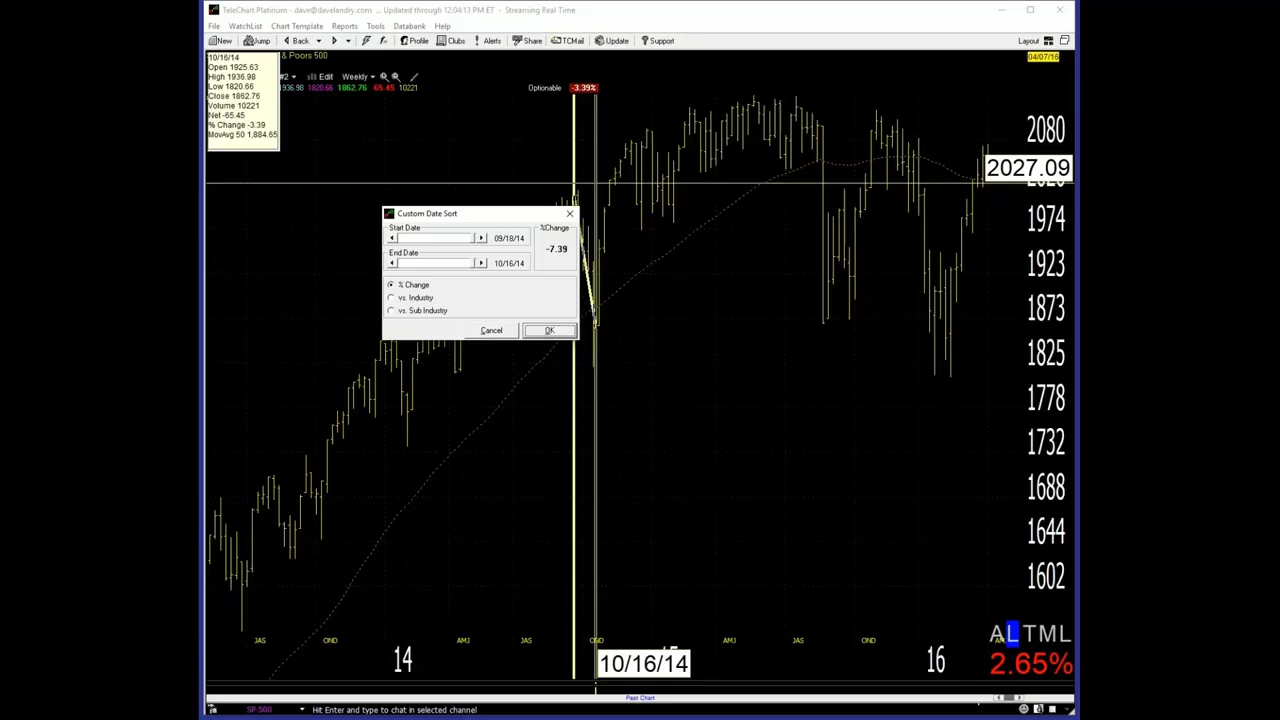 TeleChart Platinum - dave@davelandry.com ... Updated through 12:04:13 PM ET - Streaming Real Time
File WatchList Chart Template Reports Tools Databank Help
New Jump Back Profile Clubs Alerts Share TCMail Update Support Layout
10/16/14
Open 1925.63
High 1936.98
Low 1820.66
Close 1862.76
Volume 10221
Net -65.45
% Change -3.39
MovAvg 50 1,884.65
& Poors 500
04/07/16
#2 Edit Weekly
1936.98 1820.66 1862.76 -65.45 10221 Optionable -3.39%
2080
2027.09
1974
1923
1873
1825
1778
1732
1688
1644
1602
Custom Date Sort
Start Date
09/18/14
End Date
10/16/14
%Change
-7.39
% Change
vs. Industry
vs. Sub Industry
Cancel OK
JAS OND AMJ JAS OND AMJ JAS OND
ALTML
14 10/16/14 16
2.65%
Past Chart
SP-500 Hit Enter and type to chat in selected channel